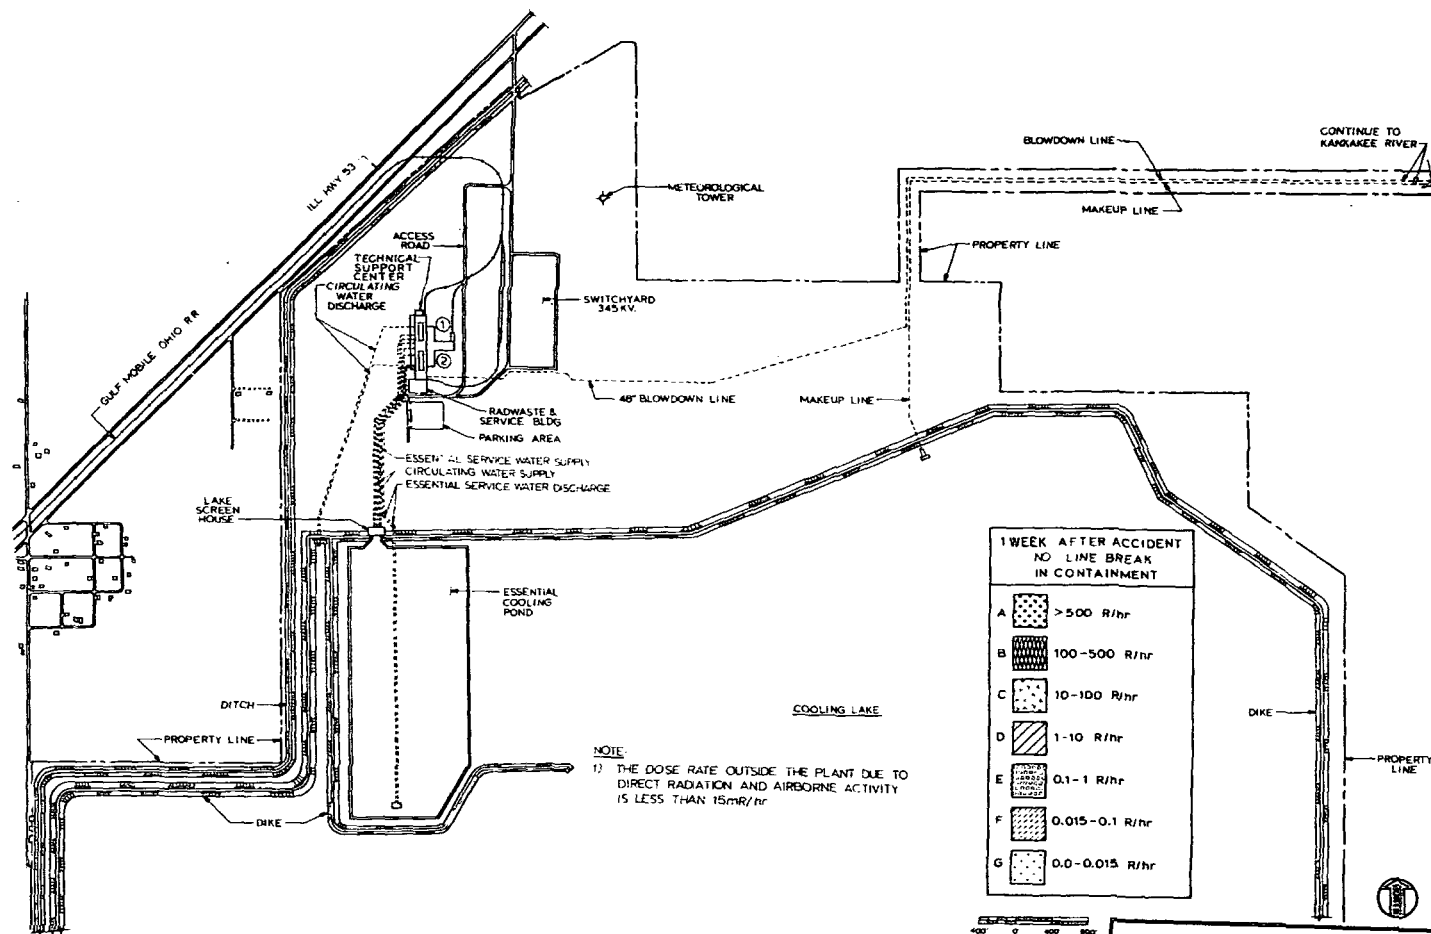 BLOWDOWN LINE
CONTINUE TO
KANKAKEE RIVER
ILL HWY 53
METEOROLOGICAL
TOWER
MAKEUP LINE
ACCESS
ROAD
PROPERTY LINE
TECHNICAL
SUPPORT
CENTER
CIRCULATING
WATER
DISCHARGE
SWITCHYARD
345 KV.
1
2
GULF MOBILE OHIO RR
48" BLOWDOWN LINE
MAKEUP LINE
RADWASTE &
SERVICE BLDG
PARKING AREA
ESSENTIAL SERVICE WATER SUPPLY
CIRCULATING WATER SUPPLY
ESSENTIAL SERVICE WATER DISCHARGE
LAKE
SCREEN
HOUSE
ESSENTIAL
COOLING
POND
1 WEEK AFTER ACCIDENT
NO LINE BREAK
IN CONTAINMENT
A >500 R/hr
B 100-500 R/hr
C 10-100 R/hr
D 1-10 R/hr
E 0.1-1 R/hr
F 0.015-0.1 R/hr
G 0.0-0.015 R/hr
DITCH
COOLING LAKE
DIKE
PROPERTY LINE
PROPERTY
LINE
NOTE:
1) THE DOSE RATE OUTSIDE THE PLANT DUE TO
DIRECT RADIATION AND AIRBORNE ACTIVITY
IS LESS THAN 15mR/hr
DIKE
400' 0' 400' 800'